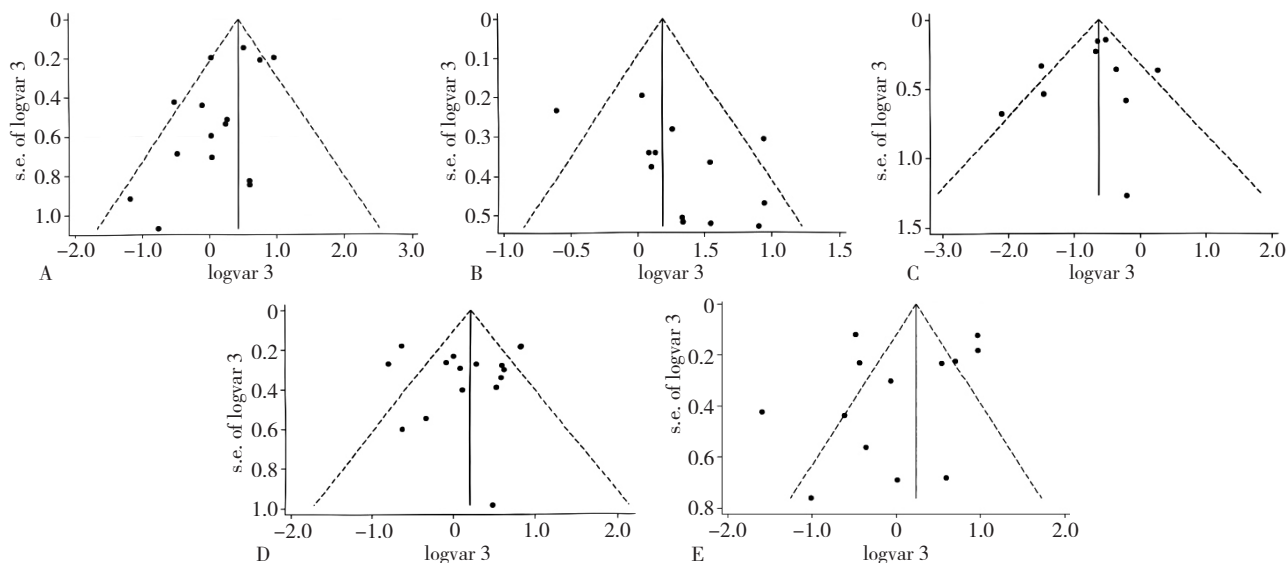 0
0.2
0.4
0.6
0.8
1.0
s.e. of logvar 3
−2.0 −1.0 0 1.0 2.0 3.0
A logvar 3
0
0.1
0.2
0.3
0.4
0.5
s.e. of logvar 3
−1.0 −0.5 0 1.5 1.0 1.5
B logvar 3
0
0.5
1.0
1.5
s.e. of logvar 3
−3.0 −2.0 −1.0 0 1.0 2.0
C logvar 3
0
0.2
0.4
0.6
0.8
1.0
s.e. of logvar 3
−2.0 −1.0 0 1.0 2.0
D logvar 3
0
0.2
0.4
0.6
0.8
s.e. of logvar 3
−2.0 −1.0 0 1.0 2.0
E logvar 3